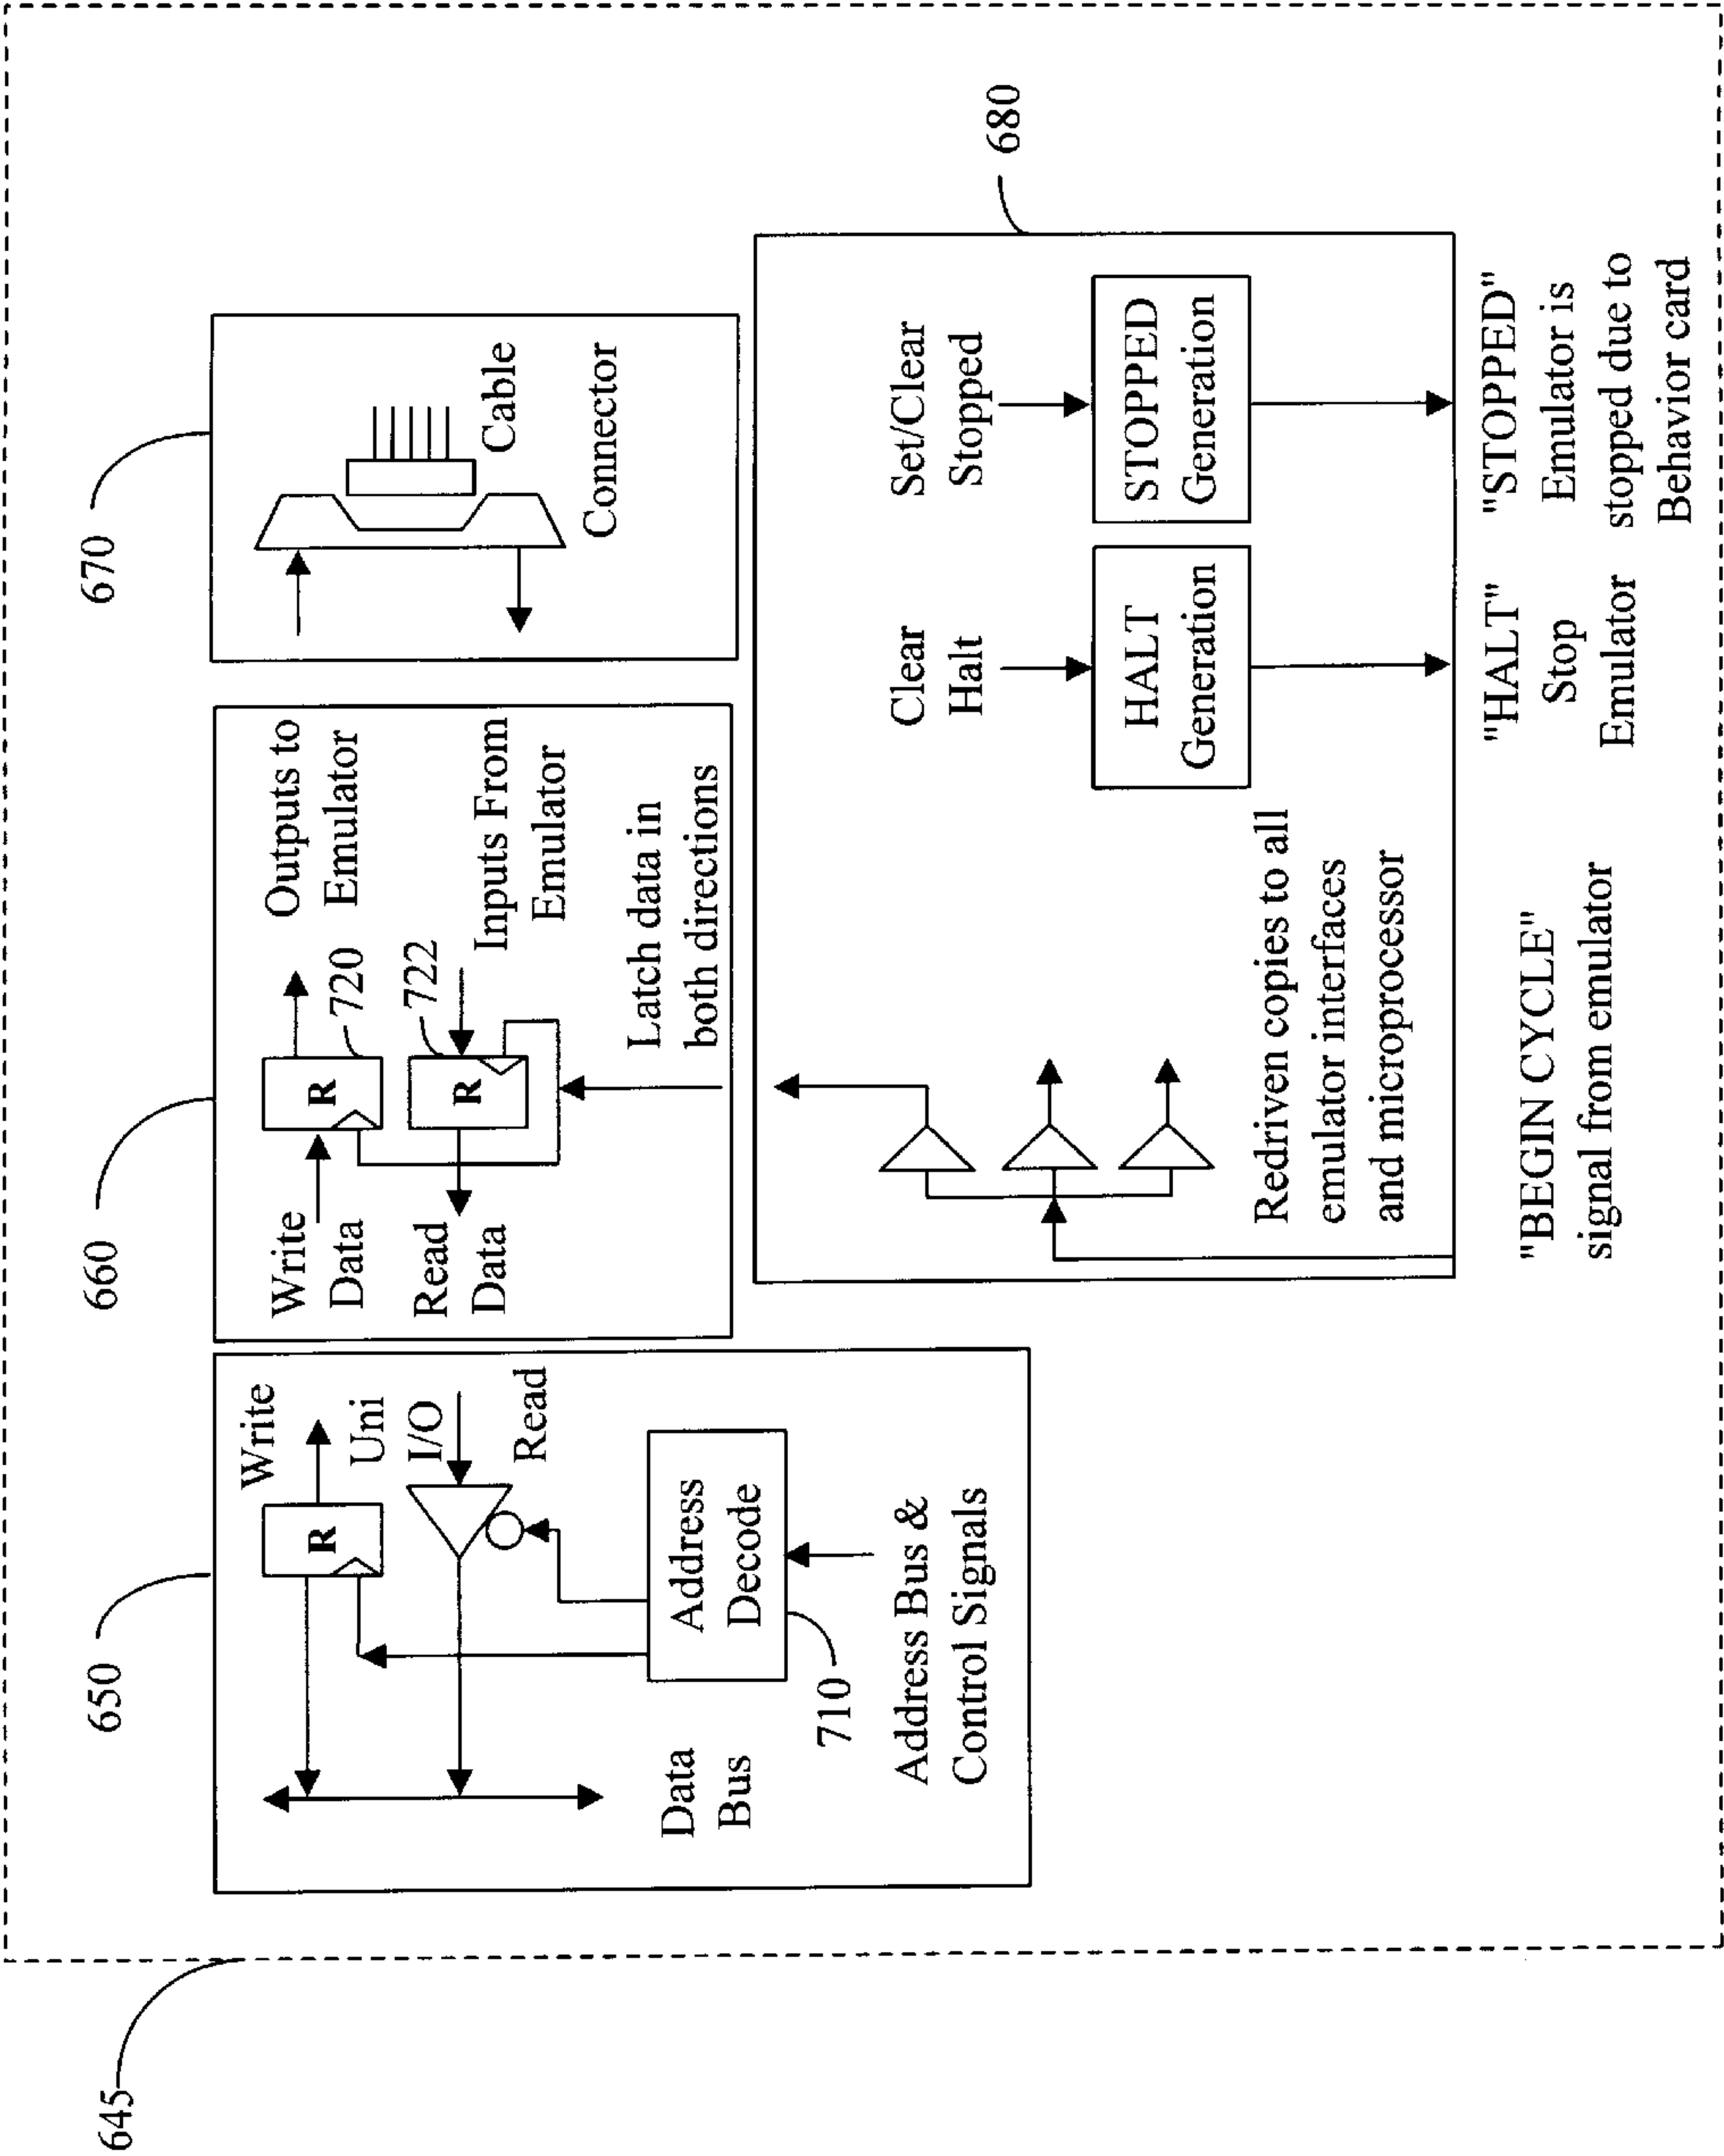 645
650
Write
R
Uni
I/O
Read
Address
Decode
Data
Bus
710
Address Bus &
Control Signals
660
Write
Data
R
Outputs to
Emulator
720
Read
Data
R
722
Inputs From
Emulator
Latch data in
both directions
670
Cable
Connector
680
Redriven copies to all
emulator interfaces
and microprocessor
Clear
Halt
HALT
Generation
Set/Clear
Stopped
STOPPED
Generation
"BEGIN CYCLE"
signal from emulator
"HALT"
Stop
Emulator
"STOPPED"
Emulator is
stopped due to
Behavior card